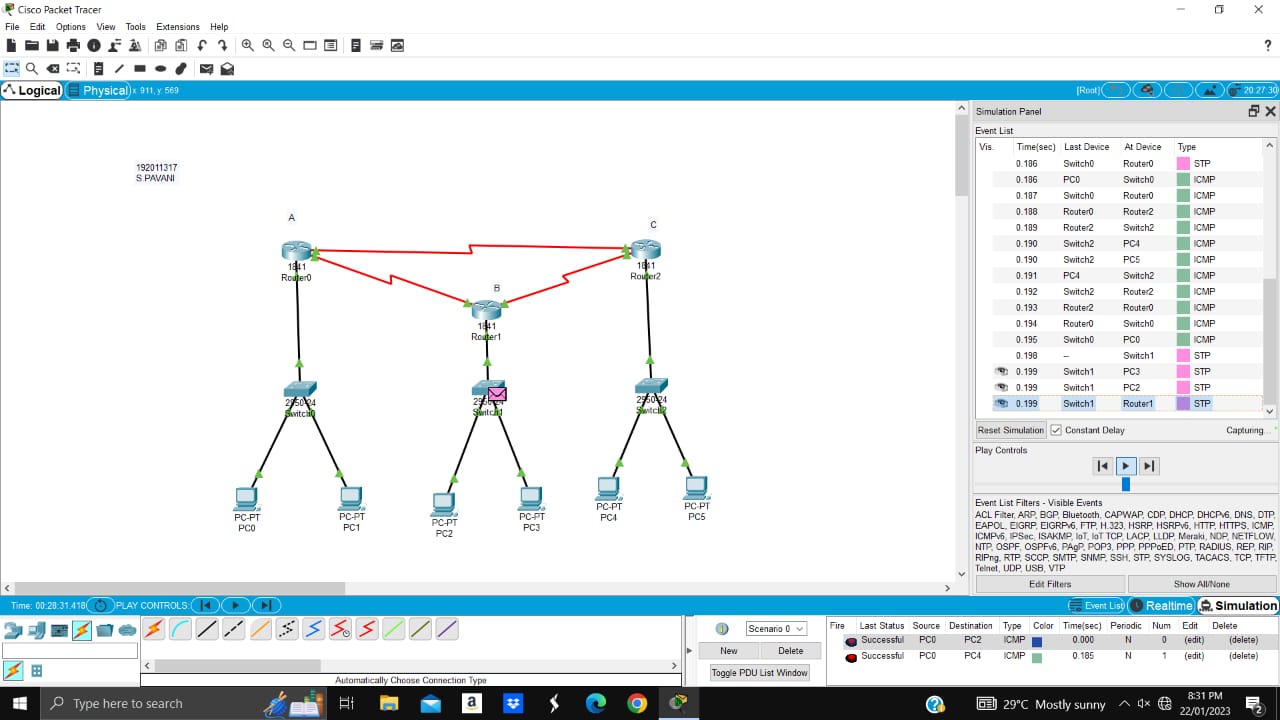 Cisco Packet Tracer
File Edit Options View Tools Extensions Help
Logical Physical x: 911, y: 569 [Root] 20:27:30
192011317
S.PAVANI
A
C
B
1841
Router0
1841
Router2
1841
Router1
2950-24
Switch0
2950-24
Switch1
2950-24
Switch2
PC-PT
PC0
PC-PT
PC1
PC-PT
PC2
PC-PT
PC3
PC-PT
PC4
PC-PT
PC5
Simulation Panel
Event List
Vis. Time(sec) Last Device At Device Type
0.186 Switch0 Router0 STP
0.186 PC0 Switch0 ICMP
0.187 Switch0 Router0 ICMP
0.188 Router0 Router2 ICMP
0.189 Router2 Switch2 ICMP
0.190 Switch2 PC4 ICMP
0.190 Switch2 PC5 ICMP
0.191 PC4 Switch2 ICMP
0.192 Switch2 Router2 ICMP
0.193 Router2 Router0 ICMP
0.194 Router0 Switch0 ICMP
0.195 Switch0 PC0 ICMP
0.198 -- Switch1 STP
0.199 Switch1 PC3 STP
0.199 Switch1 PC2 STP
0.199 Switch1 Router1 STP
Reset Simulation Constant Delay Capturing...
Play Controls
Event List Filters - Visible Events
ACL Filter, ARP, BGP, Bluetooth, CAPWAP, CDP, DHCP, DHCPv6, DNS, DTP,
EAPOL, EIGRP, EIGRPv6, FTP, H.323, HSRP, HSRPv6, HTTP, HTTPS, ICMP,
ICMPv6, IPSec, ISAKMP, IoT, IoT TCP, LACP, LLDP, Meraki, NDP, NETFLOW,
NTP, OSPF, OSPFv6, PAgP, POP3, PPP, PPPoED, PTP, RADIUS, REP, RIP,
RIPng, RTP, SCCP, SMTP, SNMP, SSH, STP, SYSLOG, TACACS, TCP, TFTP,
Telnet, UDP, USB, VTP
Edit Filters Show All/None
Time: 00:28:31.418 PLAY CONTROLS: Event List Realtime Simulation
Automatically Choose Connection Type
Scenario 0
New Delete
Toggle PDU List Window
Fire Last Status Source Destination Type Color Time(sec) Periodic Num Edit Delete
Successful PC0 PC2 ICMP 0.000 N 0 (edit) (delete)
Successful PC0 PC4 ICMP 0.185 N 1 (edit) (delete)
Type here to search
29°C Mostly sunny
8:31 PM
22/01/2023
2